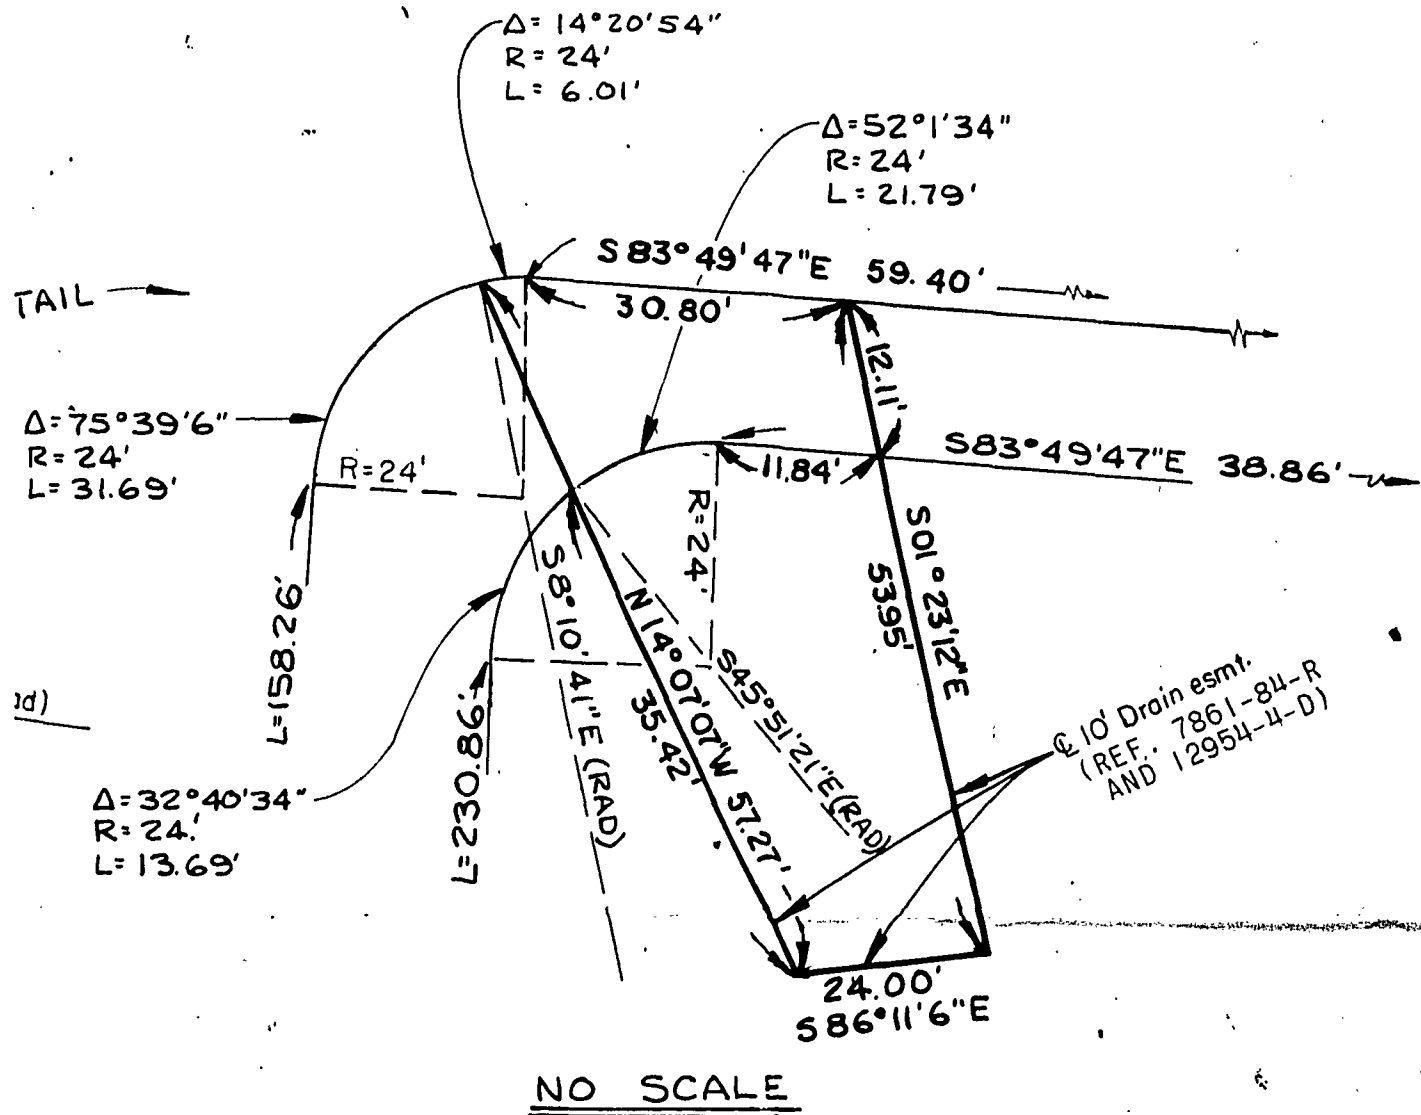 Δ=14°20'54"
R=24'
L=6.01'
Δ=52°1'34"
R=24'
L=21.79'
S83°49'47"E 59.40'
TAIL
30.80'
12.11'
Δ=75°39'6"
R=24'
L=31.69'
R=24'
11.84'
S83°49'47"E 38.86'
R=24'
S01°23'12"E
53.95'
L=158.26'
S8°10'41"E (RAD)
N14°07'07"W 57.27'
35.42'
S45°51'21"E(RAD)
L=230.86'
℄ 10' Drain esmt.
(REF. 7861-84-R
AND 12954-4-D)
Δ=32°40'34"
R=24.'
L=13.69'
24.00'
S86°11'6"E
NO SCALE